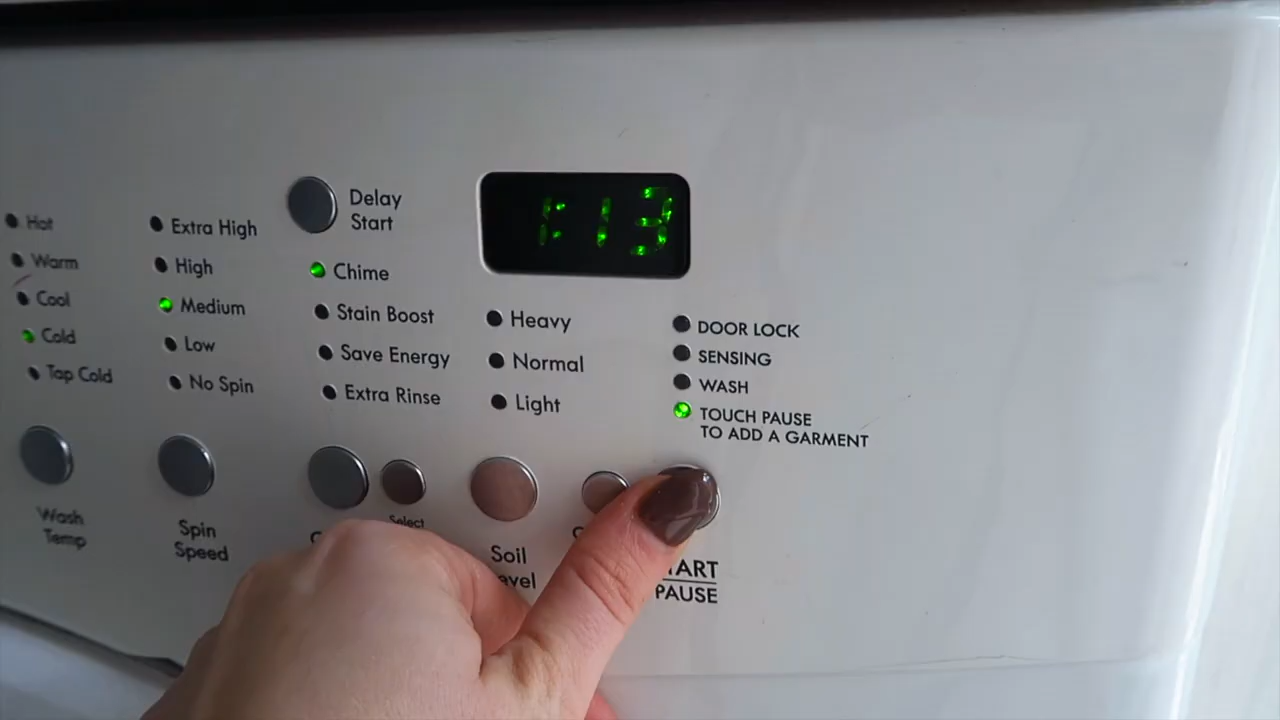 Hot
Warm
Cool
Cold
Tap Cold
Wash
Temp
Extra High
High
Medium
Low
No Spin
Spin
Speed
Delay
Start
Chime
Stain Boost
Save Energy
Extra Rinse
Select
1:13
Heavy
Normal
Light
Soil
DOOR LOCK
SENSING
WASH
TOUCH PAUSE
TO ADD A GARMENT
PAUSE